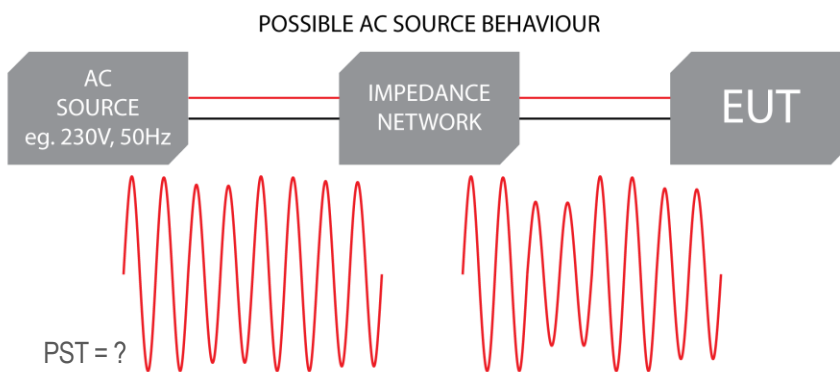 POSSIBLE AC SOURCE BEHAVIOUR
AC
SOURCE
eg. 230V, 50Hz
IMPEDANCE
NETWORK
EUT
PST = ?